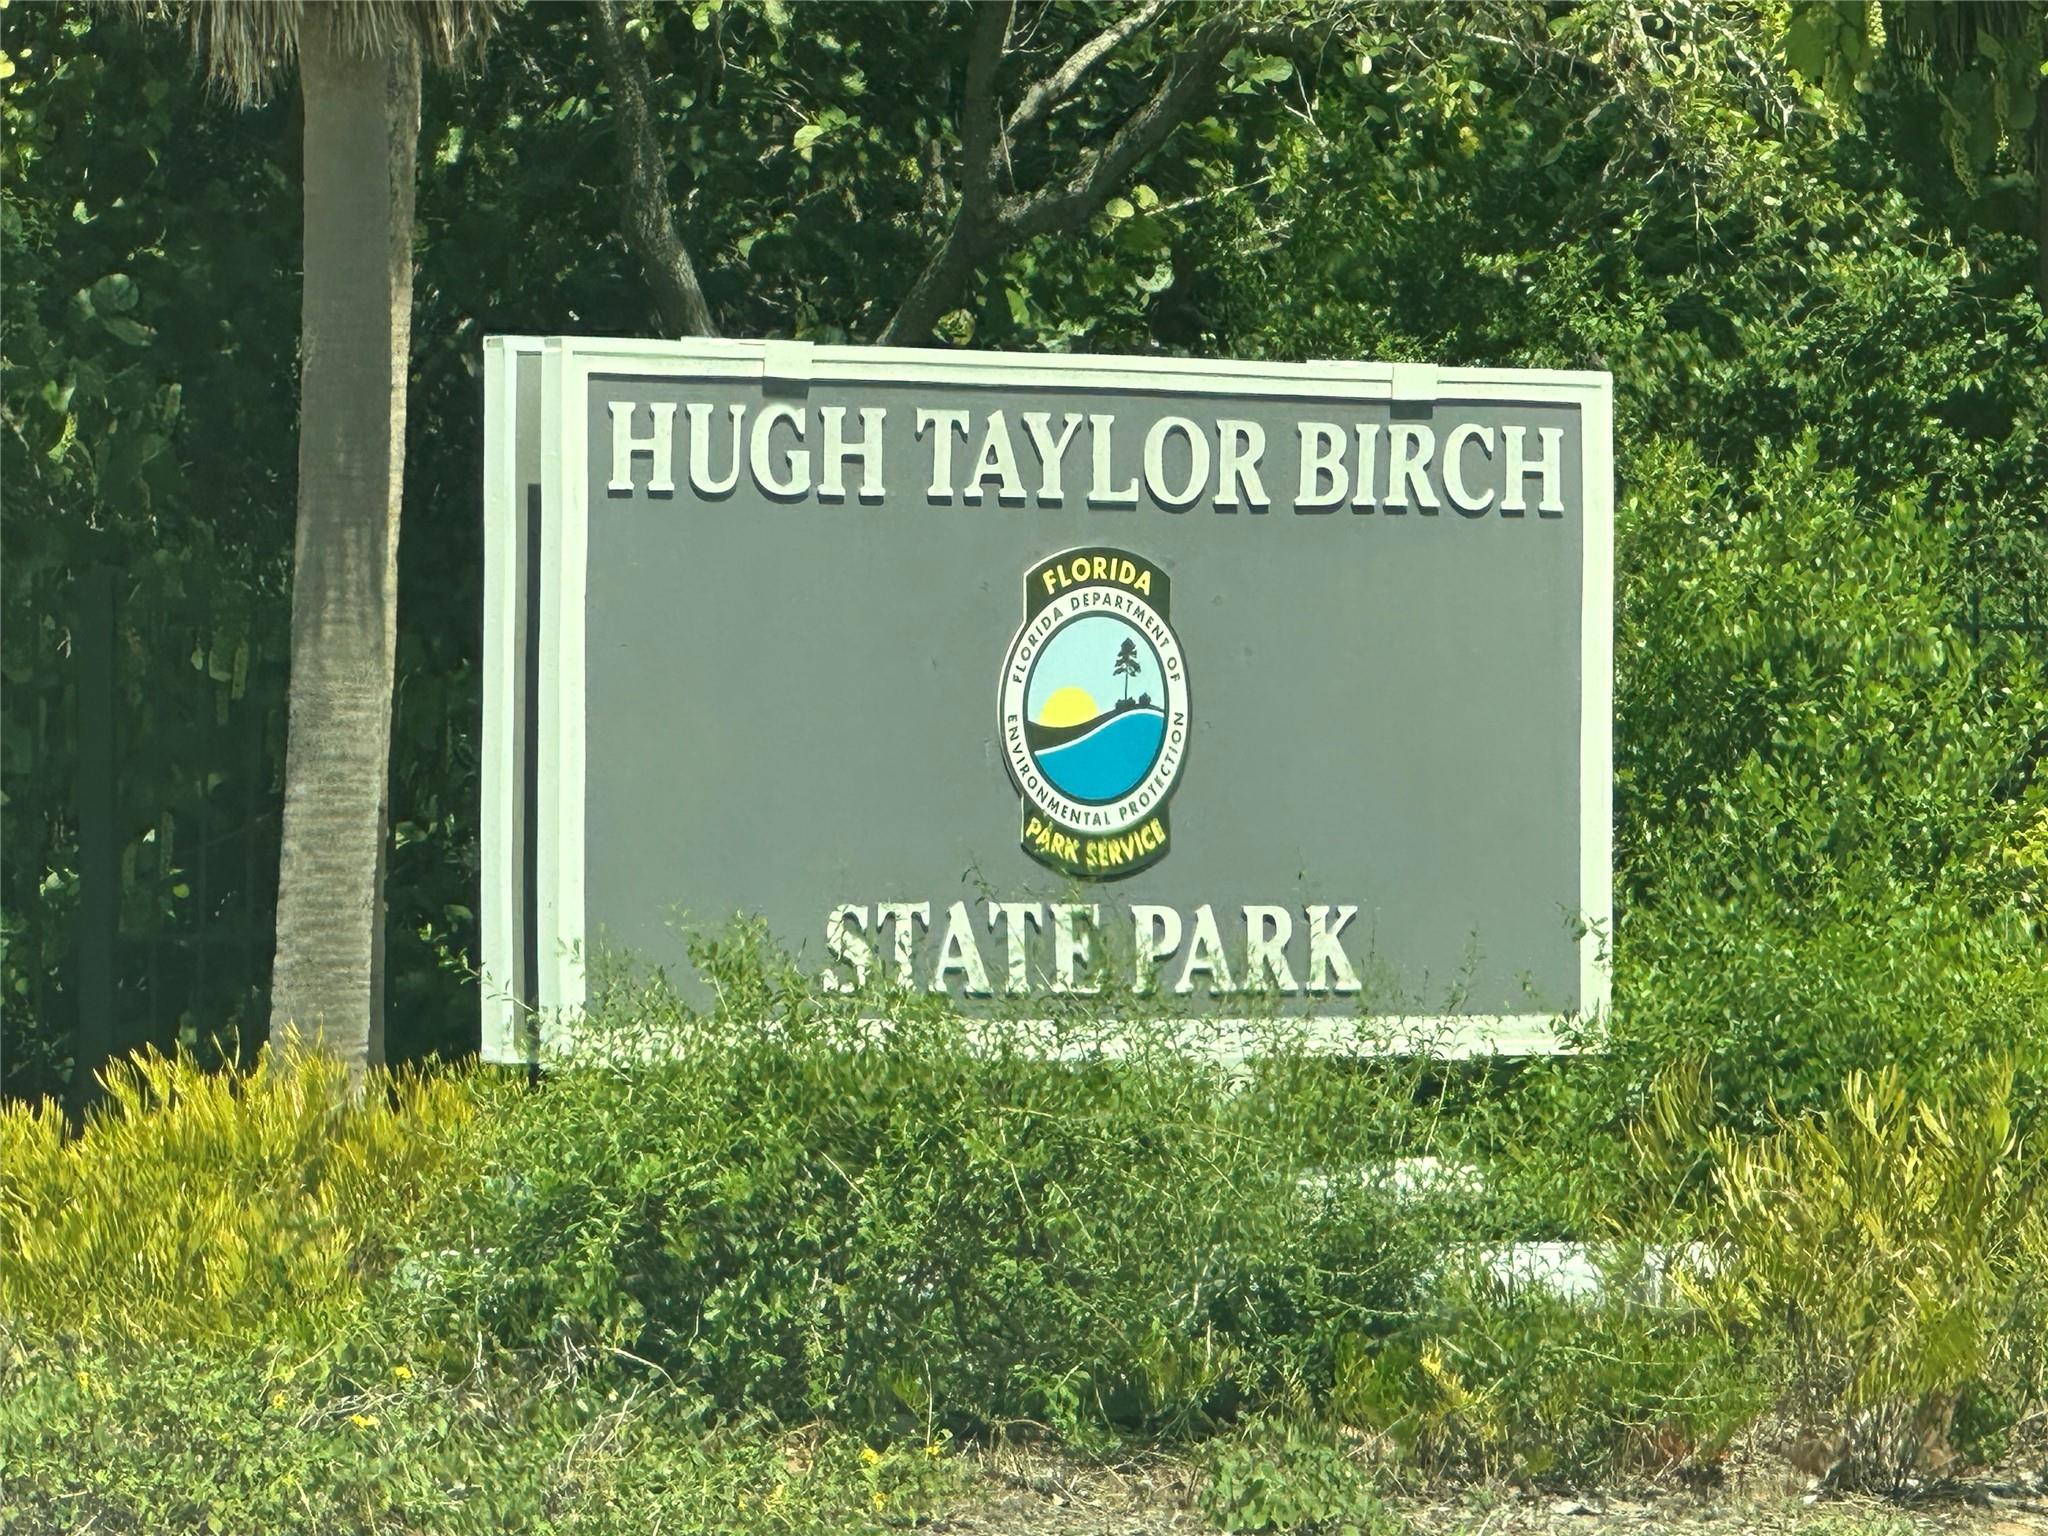 HUGH TAYLOR BIRCH
FLORIDA
FLORIDA DEPARTMENT OF
ENVIRONMENTAL PROTECTION
PARK SERVICE
STATE PARK